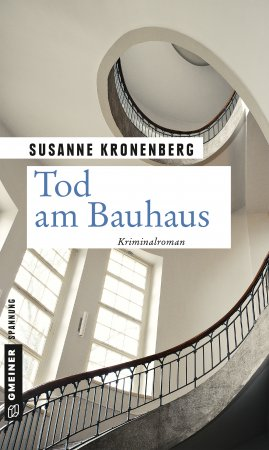 SUSANNE KRONENBERG
Tod
am Bauhaus
Kriminalroman
GMEINER SPANNUNG